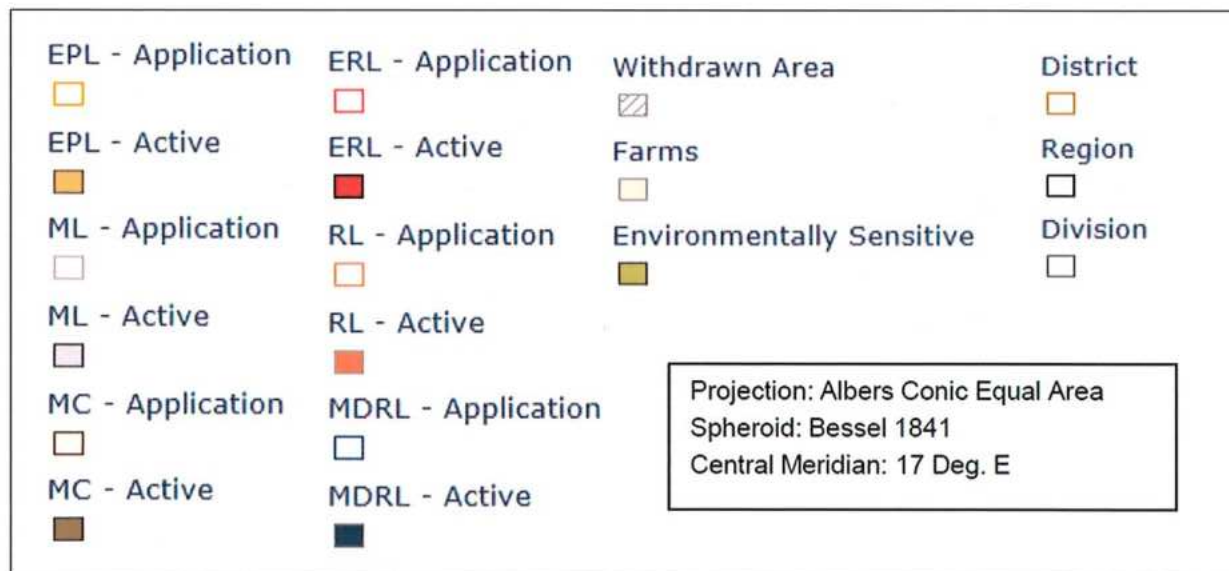 EPL - Application
EPL - Active
ML - Application
ML - Active
MC - Application
MC - Active
ERL - Application
ERL - Active
RL - Application
RL - Active
MDRL - Application
MDRL - Active
Withdrawn Area
Farms
Environmentally Sensitive
District
Region
Division
Projection: Albers Conic Equal Area
Spheroid: Bessel 1841
Central Meridian: 17 Deg. E